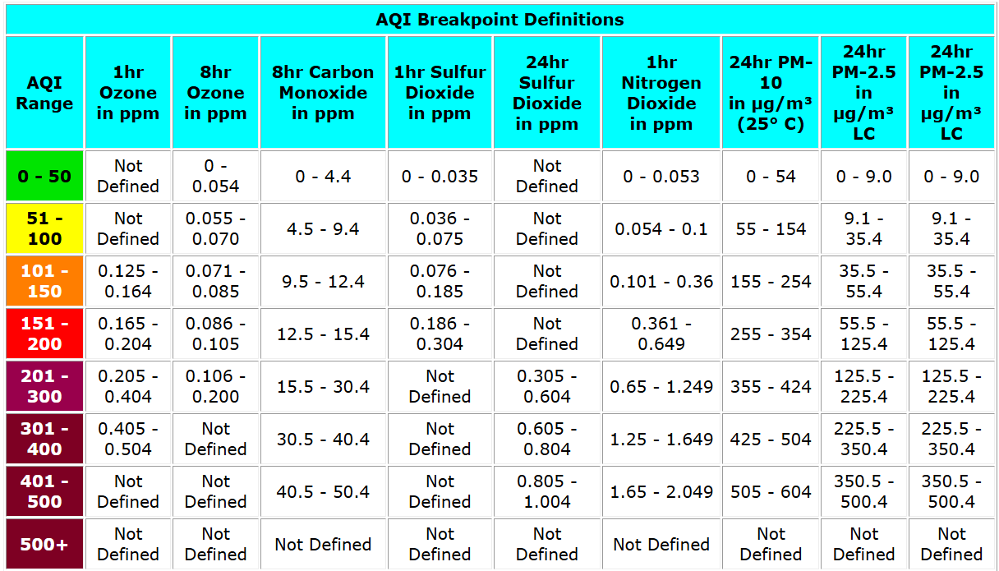 AQI Breakpoint Definitions
AQI Range | 1hr Ozone in ppm | 8hr Ozone in ppm | 8hr Carbon Monoxide in ppm | 1hr Sulfur Dioxide in ppm | 24hr Sulfur Dioxide in ppm | 1hr Nitrogen Dioxide in ppm | 24hr PM-10 in µg/m³ (25° C) | 24hr PM-2.5 in µg/m³ LC | 24hr PM-2.5 in µg/m³ LC
0 - 50 | Not Defined | 0 - 0.054 | 0 - 4.4 | 0 - 0.035 | Not Defined | 0 - 0.053 | 0 - 54 | 0 - 9.0 | 0 - 9.0
51 - 100 | Not Defined | 0.055 - 0.070 | 4.5 - 9.4 | 0.036 - 0.075 | Not Defined | 0.054 - 0.1 | 55 - 154 | 9.1 - 35.4 | 9.1 - 35.4
101 - 150 | 0.125 - 0.164 | 0.071 - 0.085 | 9.5 - 12.4 | 0.076 - 0.185 | Not Defined | 0.101 - 0.36 | 155 - 254 | 35.5 - 55.4 | 35.5 - 55.4
151 - 200 | 0.165 - 0.204 | 0.086 - 0.105 | 12.5 - 15.4 | 0.186 - 0.304 | Not Defined | 0.361 - 0.649 | 255 - 354 | 55.5 - 125.4 | 55.5 - 125.4
201 - 300 | 0.205 - 0.404 | 0.106 - 0.200 | 15.5 - 30.4 | Not Defined | 0.305 - 0.604 | 0.65 - 1.249 | 355 - 424 | 125.5 - 225.4 | 125.5 - 225.4
301 - 400 | 0.405 - 0.504 | Not Defined | 30.5 - 40.4 | Not Defined | 0.605 - 0.804 | 1.25 - 1.649 | 425 - 504 | 225.5 - 350.4 | 225.5 - 350.4
401 - 500 | Not Defined | Not Defined | 40.5 - 50.4 | Not Defined | 0.805 - 1.004 | 1.65 - 2.049 | 505 - 604 | 350.5 - 500.4 | 350.5 - 500.4
500+ | Not Defined | Not Defined | Not Defined | Not Defined | Not Defined | Not Defined | Not Defined | Not Defined | Not Defined